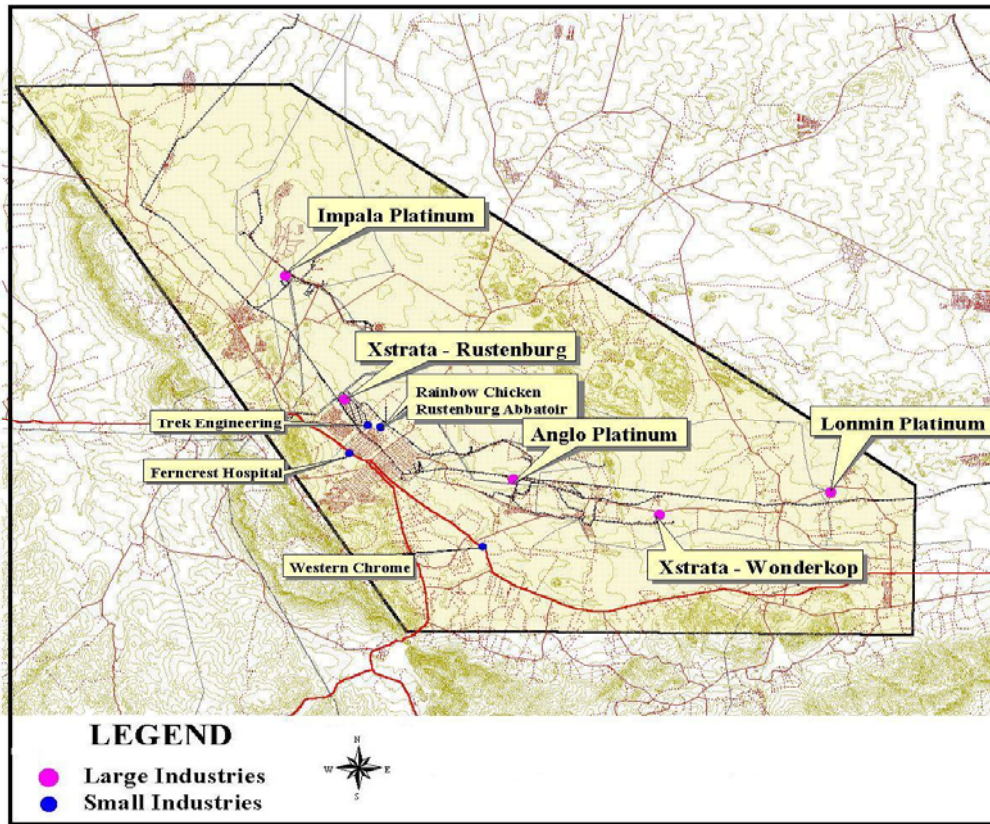 Impala Platinum
Xstrata - Rustenburg
Rainbow Chicken
Rustenburg Abbatoir
Trek Engineering
Anglo Platinum
Lonmin Platinum
Ferncrest Hospital
Western Chrome
Xstrata - Wonderkop
LEGEND
N
W E
S
Large Industries
Small Industries